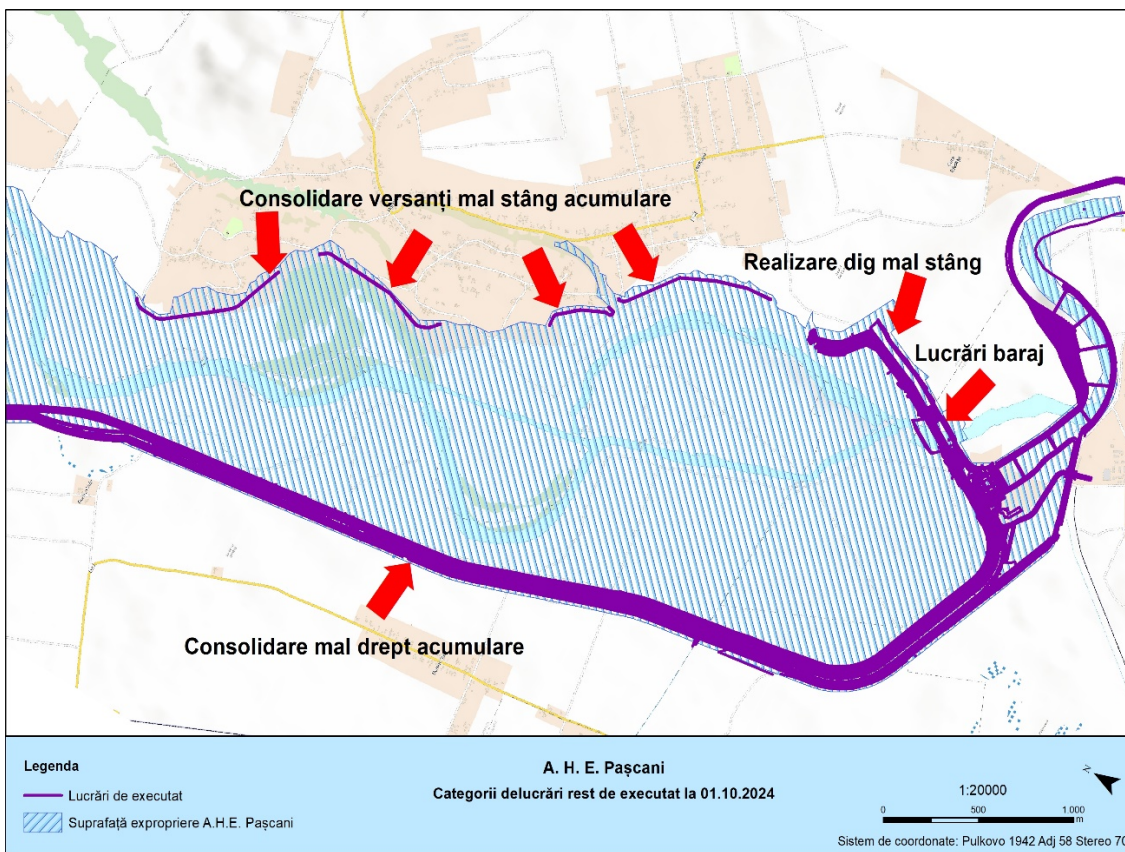 Consolidare versanți mal stâng acumulare
Realizare dig mal stâng
Lucrări baraj
Consolidare mal drept acumulare
Legenda
Lucrări de executat
Suprafață expropriere A.H.E. Pașcani
A. H. E. Pașcani
Categorii delucrări rest de executat la 01.10.2024
N
1:20000
0 500 1.000
m
Sistem de coordonate: Pulkovo 1942 Adj 58 Stereo 70